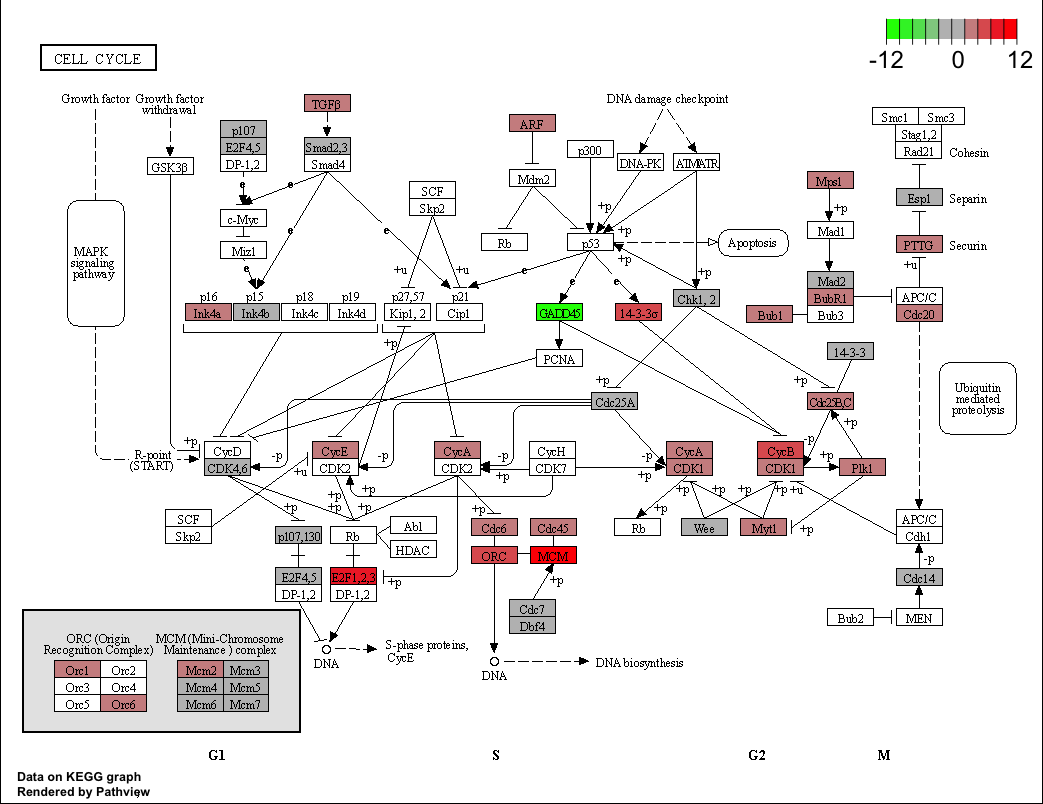 -12 0 12
CELL CYCLE
Growth factor
Growth factor
withdrawal
TGFβ
DNA damage checkpoint
Smc1 Smc3
Stag1,2
Rad21
Cohesin
p107
E2F4,5
DP-1,2
Smad2,3
Smad4
GSK3β
ARF
p300
DNA-PK
ATM/ATR
Mdm2
Mps1
+p
Mad1
Esp1
Separin
SCF
Skp2
e
e
e
e
c-Myc
Miz1
e
MAPK
signaling
pathway
Rb
p53
+p
+p
Apoptosis
PTTG
Securin
+u
+u
+u
e
e
e
+p
Mad2
BubR1
Bub3
Bub1
APC/C
Cdc20
p16
Ink4a
p15
Ink4b
p18
Ink4c
p19
Ink4d
p27,57
Kip1, 2
p21
Cip1
GADD45
14-3-3σ
Chk1, 2
+p
PCNA
14-3-3
+p
+p
Cdc25A
Cdc25B,C
Ubiquitin
mediated
proteolysis
R-point
(START)
+p
CycD
CDK4,6
-p
+u
CycE
CDK2
-p
CycA
CDK2
-p
CycH
CDK7
-p
+p
CycA
CDK1
CycB
CDK1
-p
+p
+p
Plk1
SCF
Skp2
+p
+p
+p
+p
+p
+p
+p
+p
+p
+u
p107,130
Rb
Abl
HDAC
Cdc6
Cdc45
ORC
MCM
Rb
Wee
Myt1
+p
APC/C
Cdh1
-p
E2F4,5
DP-1,2
E2F1,2,3
DP-1,2
+p
+p
Cdc7
Dbf4
Cdc14
Bub2
MEN
DNA
S-phase proteins,
CycE
DNA
DNA biosynthesis
ORC (Origin
Recognition Complex)
Orc1 Orc2
Orc3 Orc4
Orc5 Orc6
MCM (Mini-Chromosome
Maintenance ) complex
Mcm2 Mcm3
Mcm4 Mcm5
Mcm6 Mcm7
G1 S G2 M
Data on KEGG graph
Rendered by Pathview